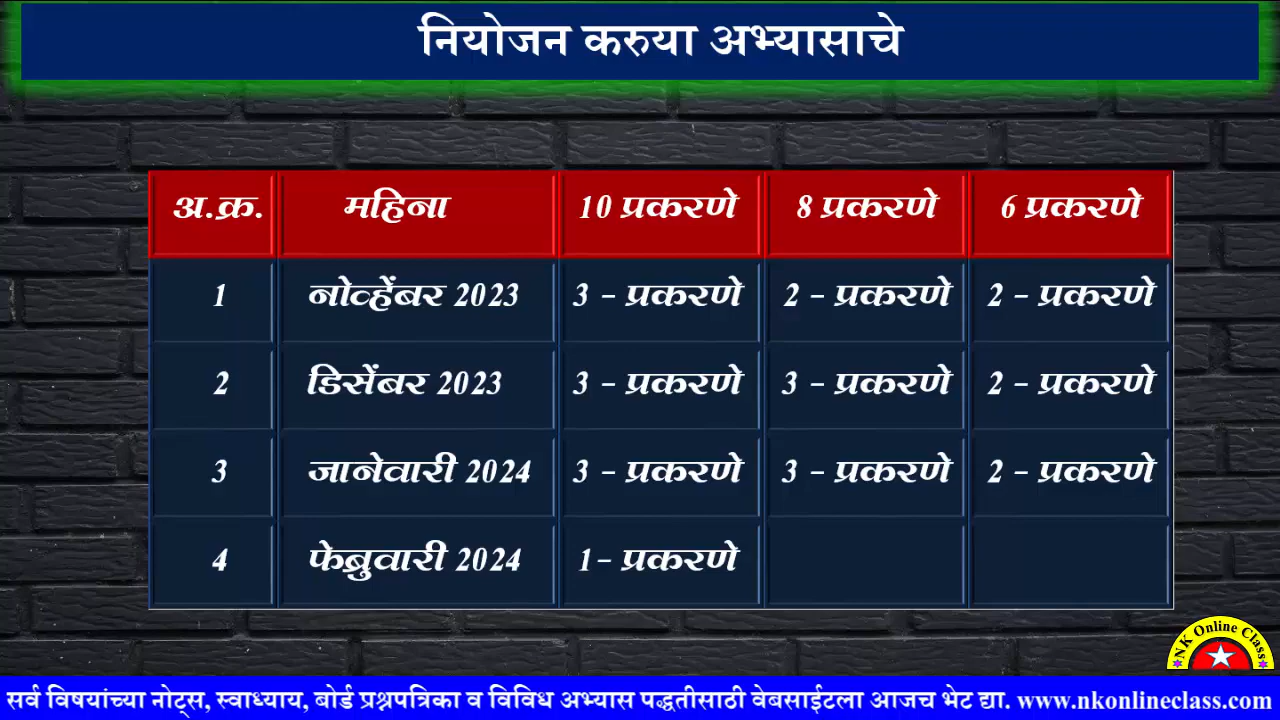 नियोजन करुया अभ्यासाचे
अ.क्र. महिना 10 प्रकरणे 8 प्रकरणे 6 प्रकरणे
1 नोव्हेंबर 2023 3 - प्रकरणे 2 - प्रकरणे 2 - प्रकरणे
2 डिसेंबर 2023 3 - प्रकरणे 3 - प्रकरणे 2 - प्रकरणे
3 जानेवारी 2024 3 - प्रकरणे 3 - प्रकरणे 2 - प्रकरणे
4 फेब्रुवारी 2024 1- प्रकरणे
NK Online Class
सर्व विषयांच्या नोट्स, स्वाध्याय, बोर्ड प्रश्नपत्रिका व विविध अभ्यास पद्धतीसाठी वेबसाईटला आजच भेट द्या. www.nkonlineclass.com